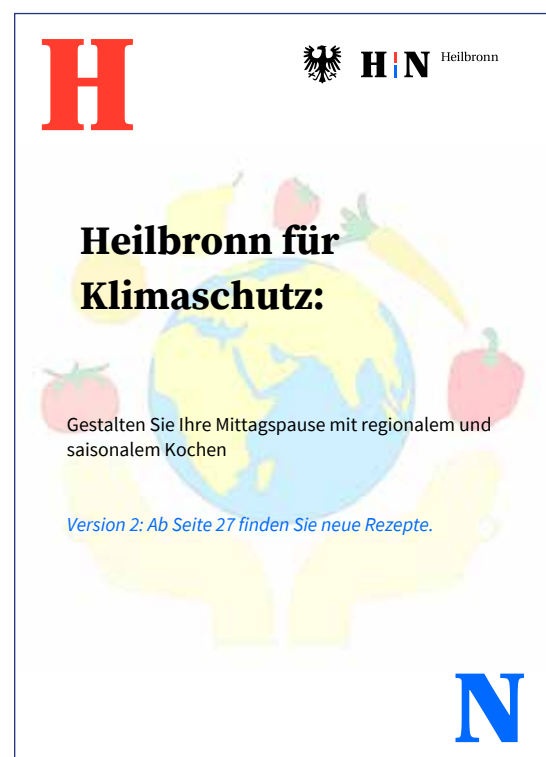 H
H¦N Heilbronn
Heilbronn für
Klimaschutz:
Gestalten Sie Ihre Mittagspause mit regionalem und
saisonalem Kochen
Version 2: Ab Seite 27 finden Sie neue Rezepte.
N